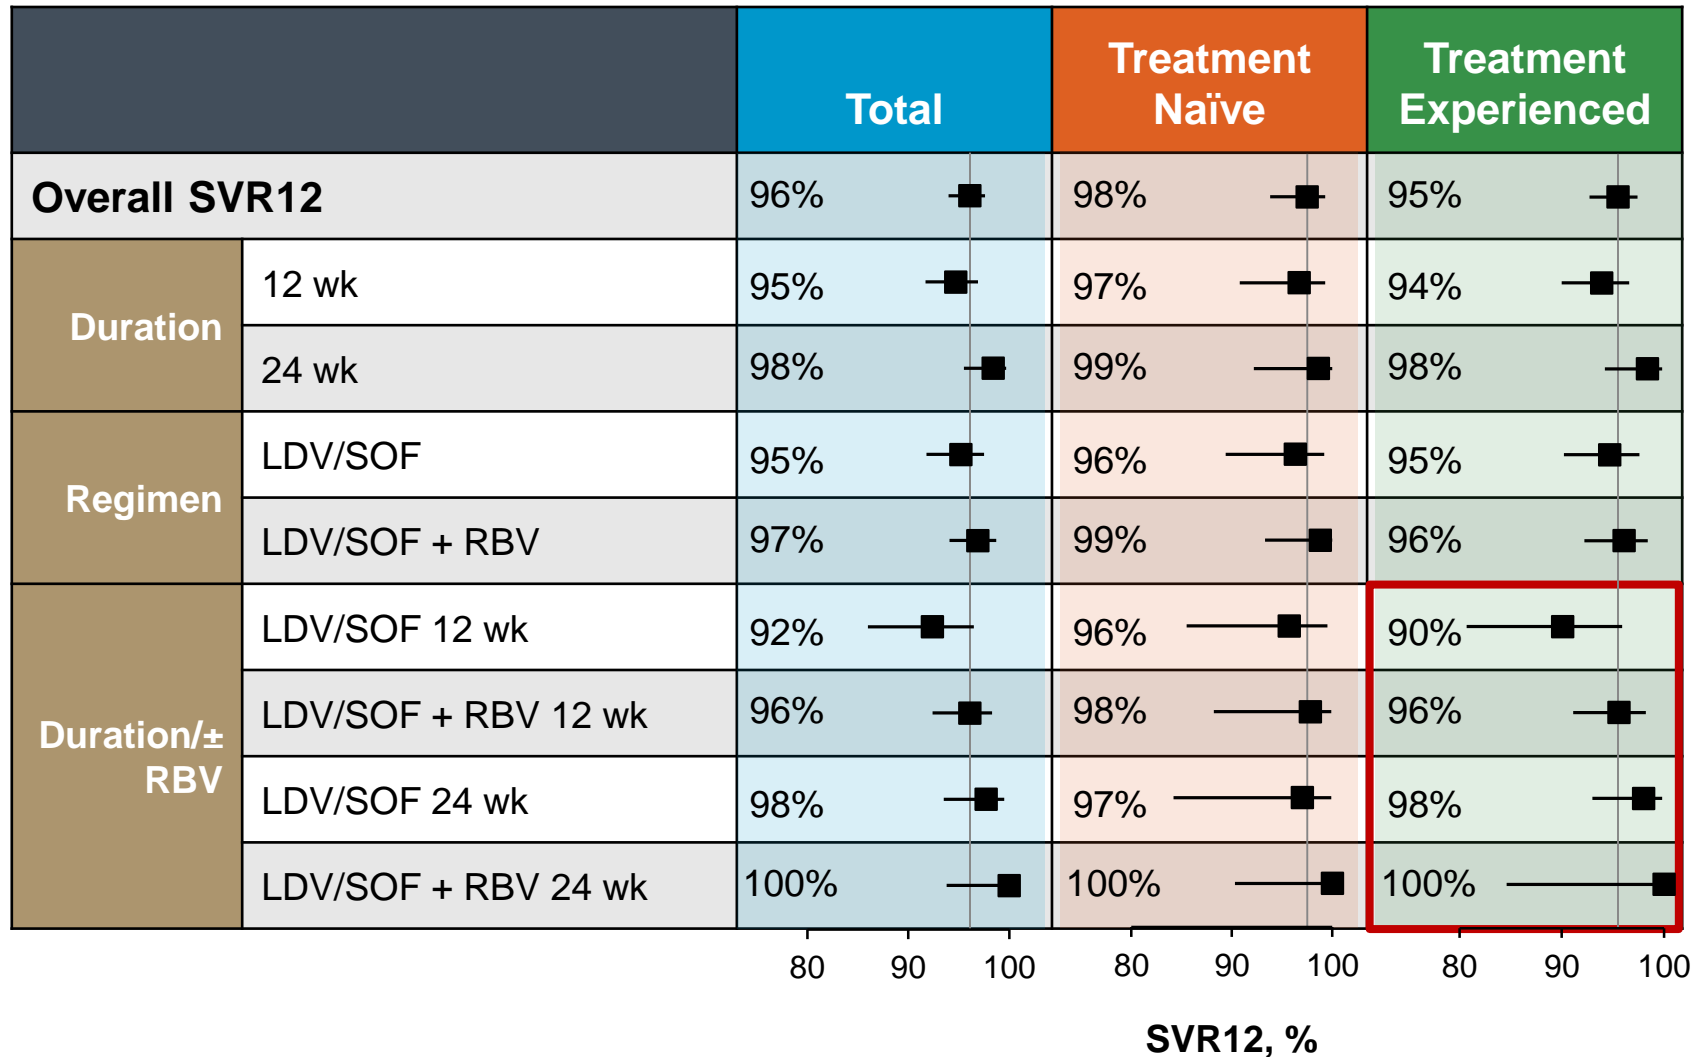 Total
Treatment
Naïve
Treatment
Experienced
Overall SVR12
96%
98%
95%
Duration
12 wk
95%
97%
94%
24 wk
98%
99%
98%
Regimen
LDV/SOF
95%
96%
95%
LDV/SOF + RBV
97%
99%
96%
Duration/±
RBV
LDV/SOF 12 wk
92%
96%
90%
LDV/SOF + RBV 12 wk
96%
98%
96%
LDV/SOF 24 wk
98%
97%
98%
LDV/SOF + RBV 24 wk
100%
100%
100%
80 90 100
80 90 100
80 90 100
SVR12, %